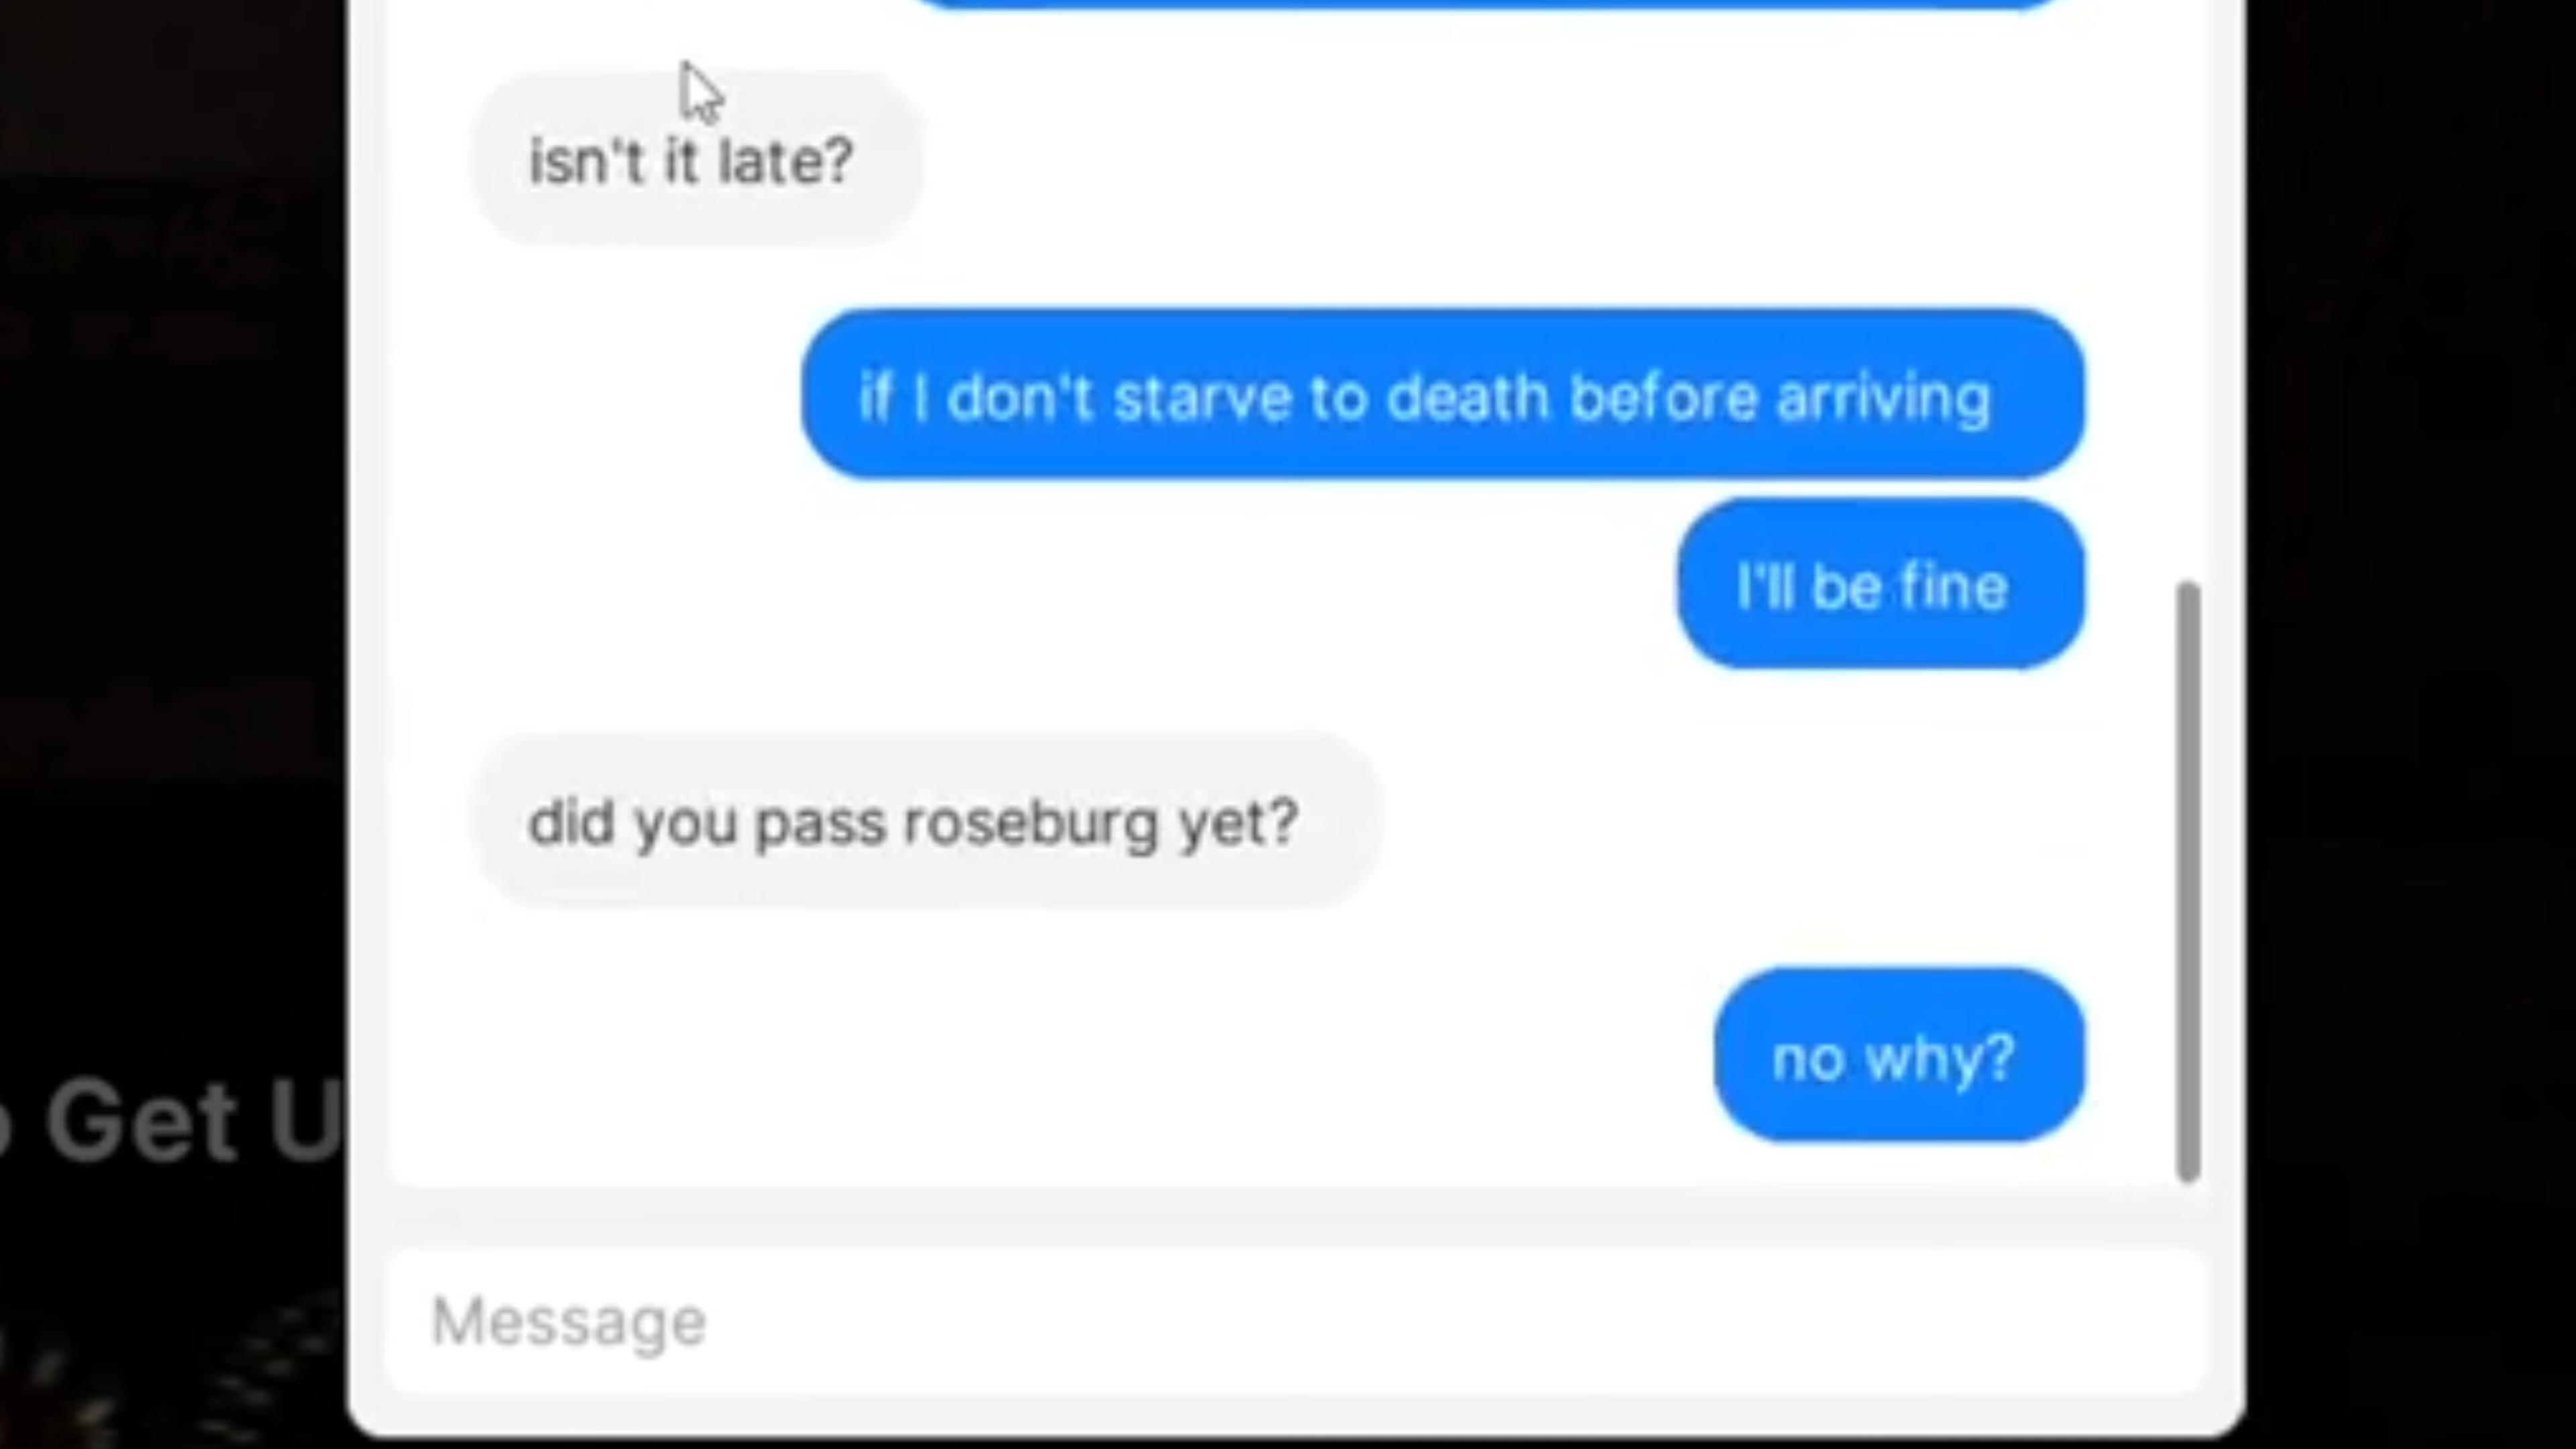 isn't it late?
if I don't starve to death before arriving
I'll be fine
did you pass roseburg yet?
no why?
Get U
Message